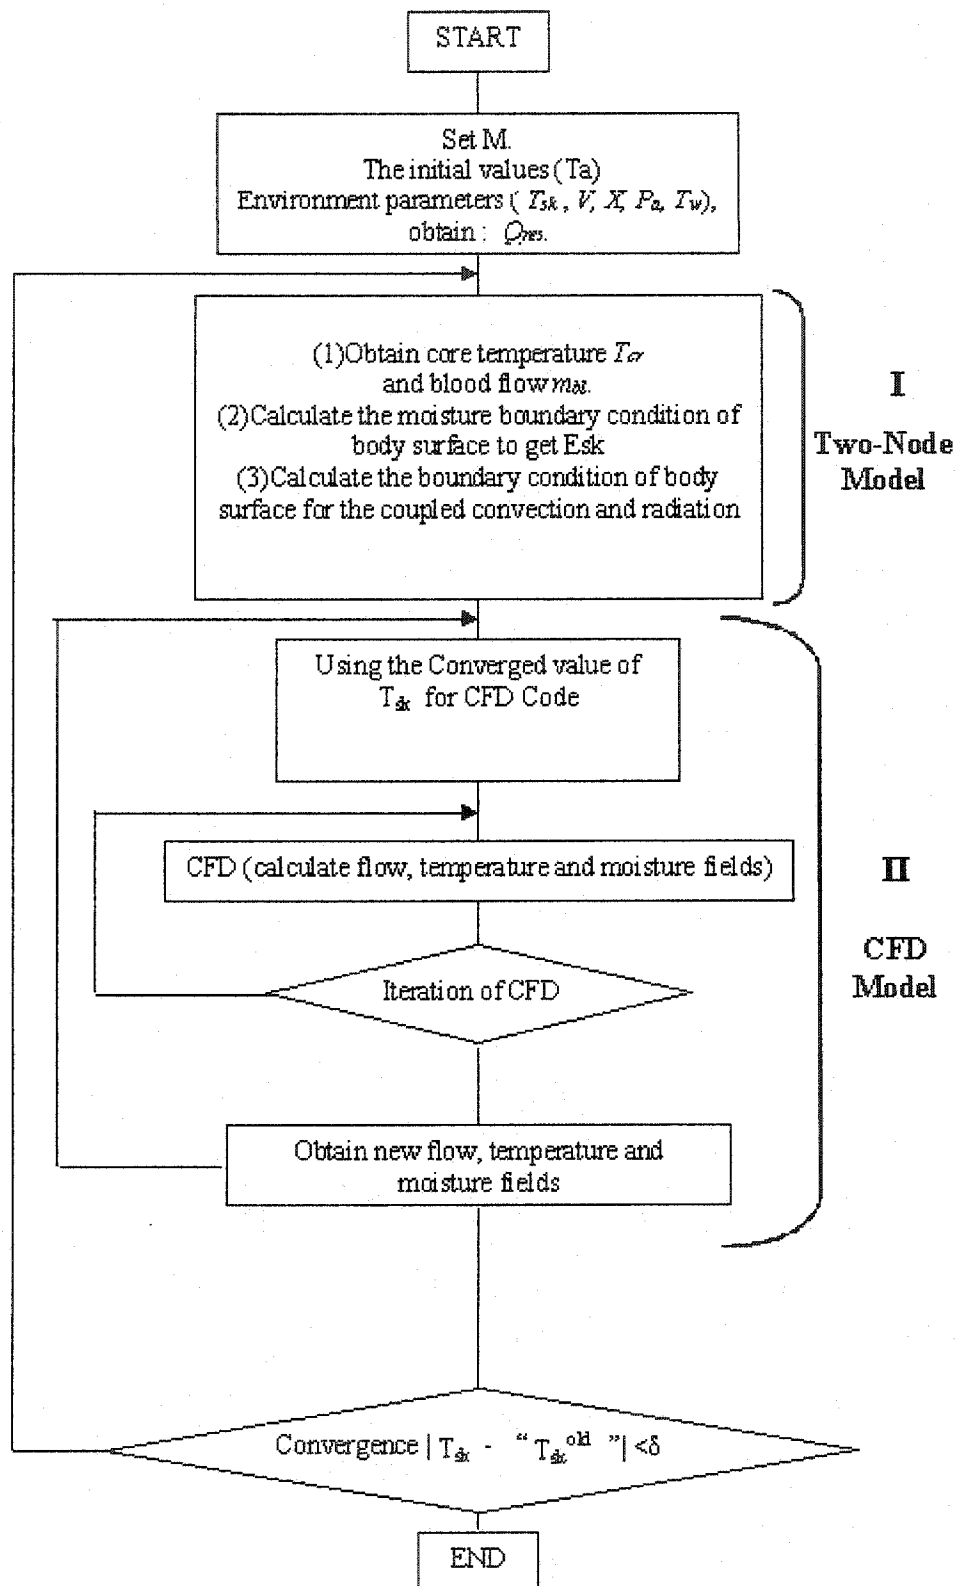 START
Set M.
The initial values (Ta)
Environment parameters ( Tsk , V, X, Pa, Tw),
obtain : Qres.
(1)Obtain core temperature Tcr
and blood flow mbl.
(2)Calculate the moisture boundary condition of
body surface to get Esk
(3)Calculate the boundary condition of body
surface for the coupled convection and radiation
I
Two-Node
Model
Using the Converged value of
Tsk for CFD Code
CFD (calculate flow, temperature and moisture fields)
Iteration of CFD
II
CFD
Model
Obtain new flow, temperature and
moisture fields
Convergence | Tsk - “ Tsk old ”| <δ
END